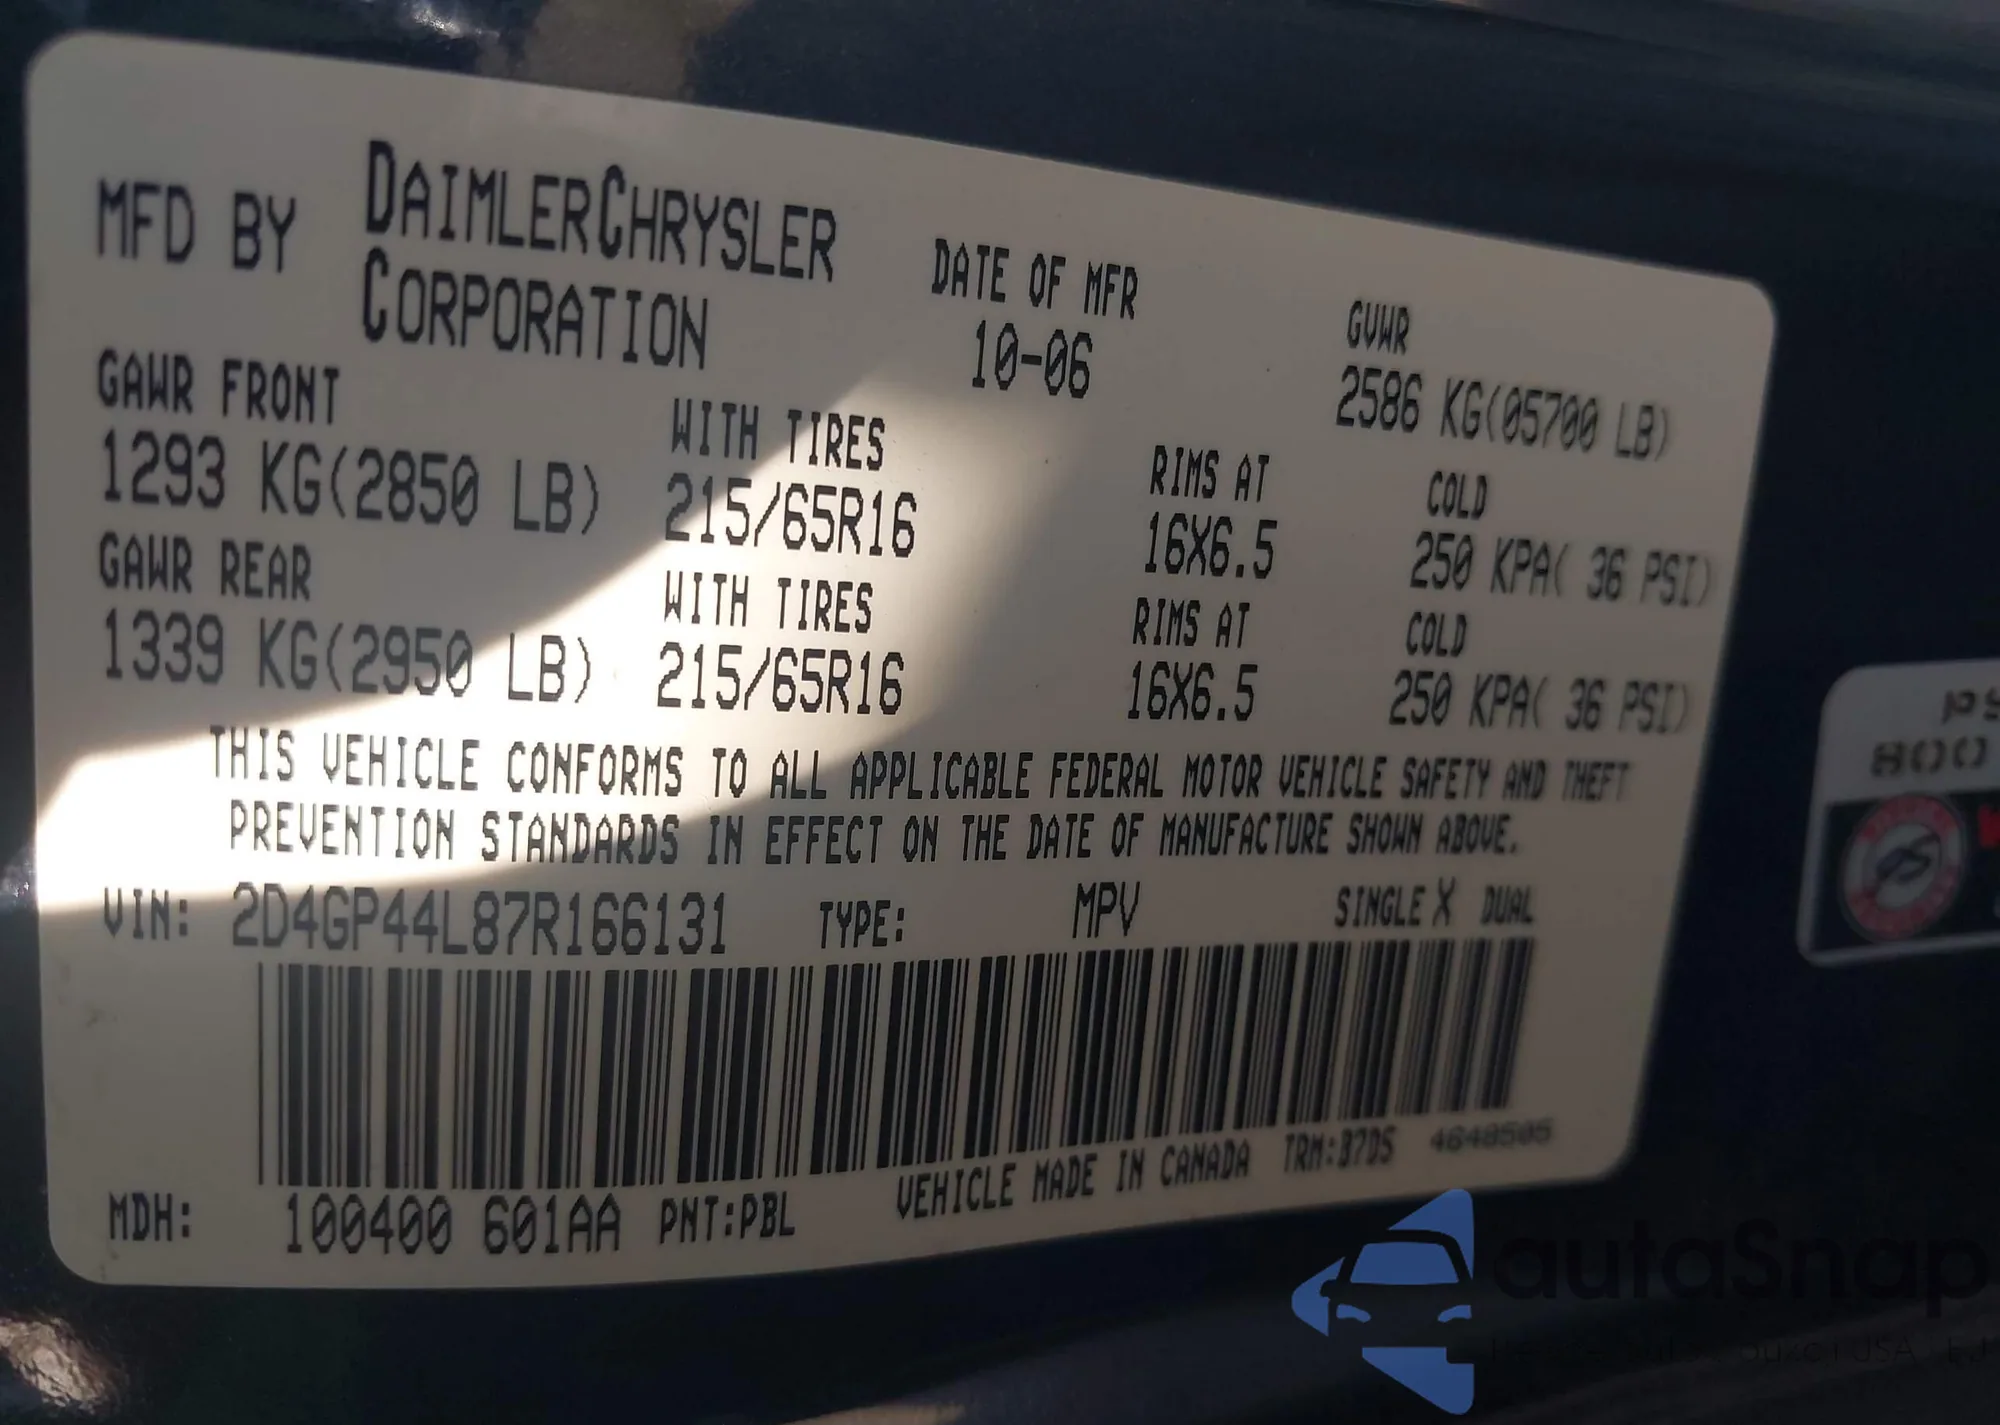 MFD BY DAIMLERCHRYSLER CORPORATION
DATE OF MFR
10-06
GVWR
2586 KG(05700 LB)
GAWR FRONT WITH TIRES RIMS AT COLD
1293 KG(2850 LB) 215/65R16 16X6.5 250 KPA( 36 PSI)
GAWR REAR WITH TIRES RIMS AT COLD
1339 KG(2950 LB) 215/65R16 16X6.5 250 KPA( 36 PSI)
THIS VEHICLE CONFORMS TO ALL APPLICABLE FEDERAL MOTOR VEHICLE SAFETY AND THEFT
PREVENTION STANDARDS IN EFFECT ON THE DATE OF MANUFACTURE SHOWN ABOVE.
VIN: 2D4GP44L87R166131 TYPE: MPV SINGLE X DUAL
MDH: 100400 601AA PNT:PBL VEHICLE MADE IN CANADA TRM:B7D5 4648505
800
autaSnap